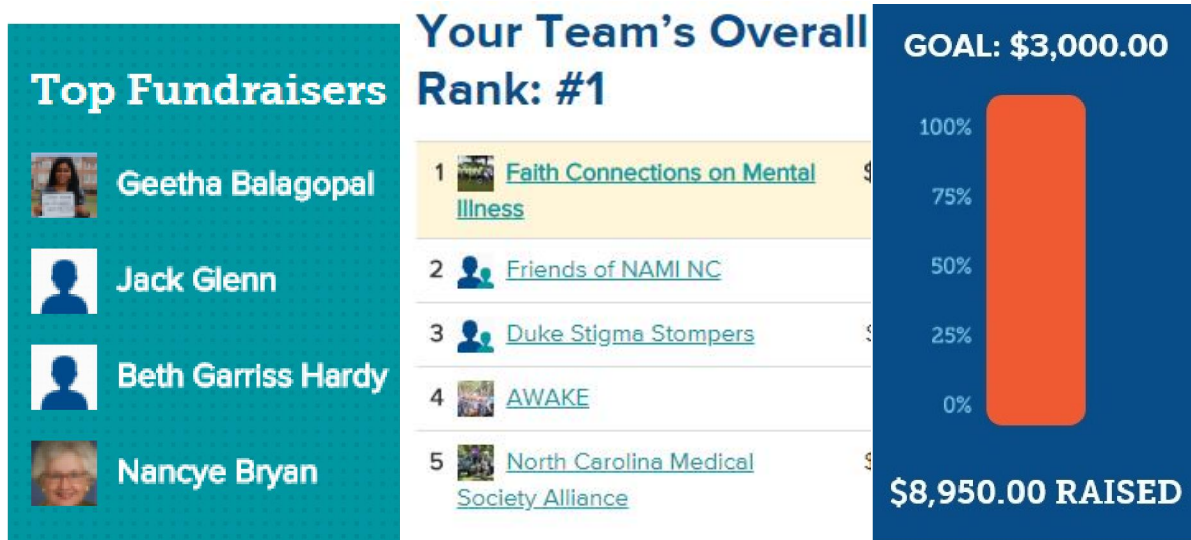 Top Fundraisers
Geetha Balagopal
Jack Glenn
Beth Garriss Hardy
Nancye Bryan
Your Team's Overall
Rank: #1
1 Faith Connections on Mental
Illness
2 Friends of NAMI NC
3 Duke Stigma Stompers
4 AWAKE
5 North Carolina Medical
Society Alliance
GOAL: $3,000.00
100%
75%
50%
25%
0%
$8,950.00 RAISED